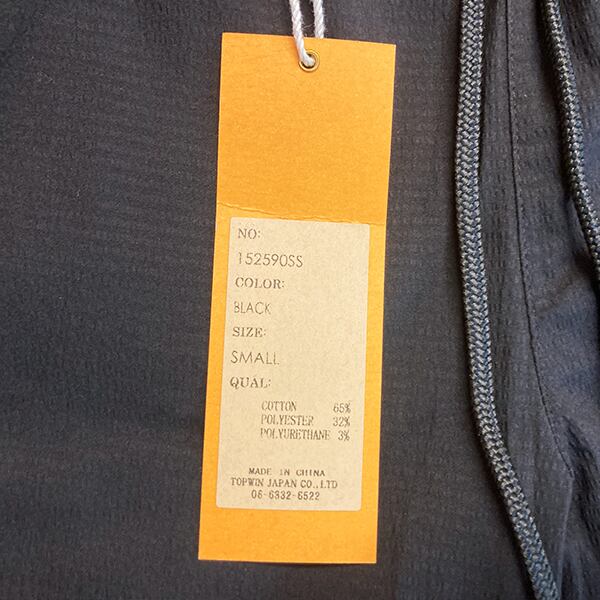 NO:
152590SS
COLOR:
BLACK
SIZE:
SMALL
QUAL:
COTTON 65%
POLYESTER 32%
POLYURETHANE 3%
MADE IN CHINA
TOPWIN JAPAN CO.,LTD
06-6332-6522